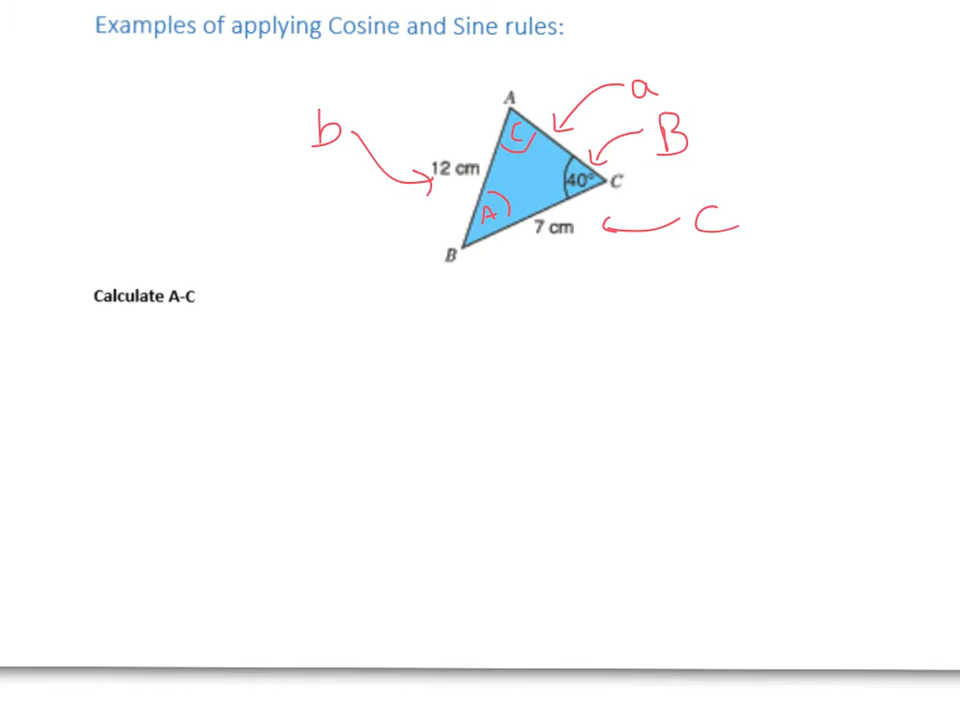 Examples of applying Cosine and Sine rules:
a
A
b
C
B
12 cm
40° C
A
7 cm
C
B
Calculate A-C